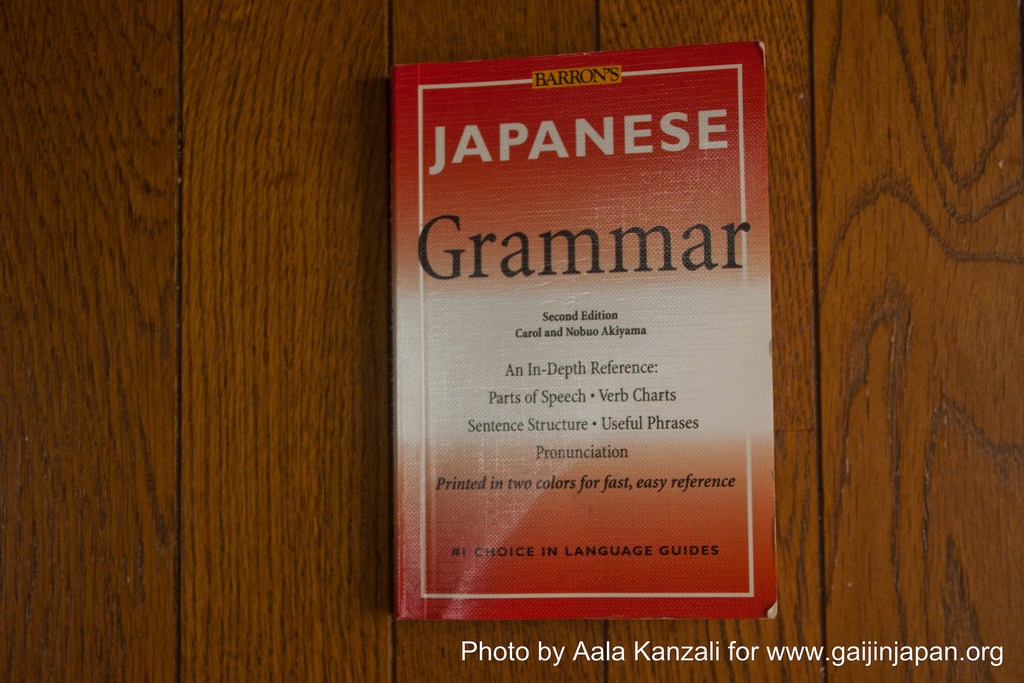 BARRON'S
JAPANESE
Grammar
Second Edition
Carol and Nobuo Akiyama
An In-Depth Reference:
Parts of Speech • Verb Charts
Sentence Structure • Useful Phrases
Pronunciation
Printed in two colors for fast, easy reference
#1 CHOICE IN LANGUAGE GUIDES
Photo by Aala Kanzali for www.gaijinjapan.org